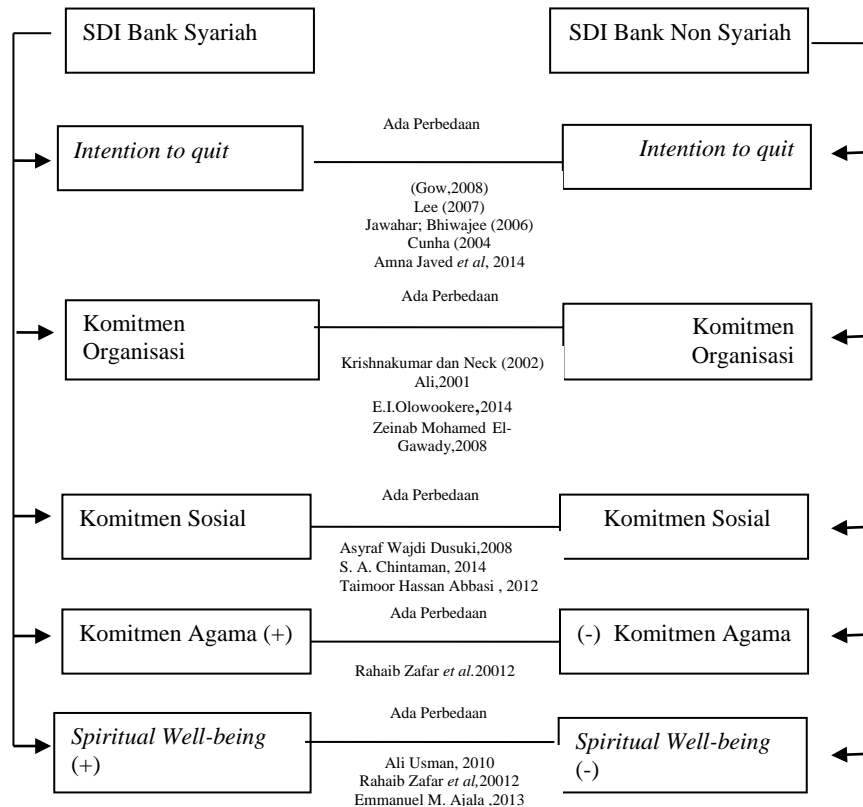 SDI Bank Syariah
SDI Bank Non Syariah
Ada Perbedaan
Intention to quit
Intention to quit
(Gow,2008)
Lee (2007)
Jawahar; Bhiwajee (2006)
Cunha (2004
Amna Javed et al, 2014
Ada Perbedaan
Komitmen
Organisasi
Komitmen
Organisasi
Krishnakumar dan Neck (2002)
Ali,2001
E.I.Olowookere,2014
Zeinab Mohamed El-
Gawady,2008
Ada Perbedaan
Komitmen Sosial
Komitmen Sosial
Asyraf Wajdi Dusuki,2008
S. A. Chintaman, 2014
Taimoor Hassan Abbasi , 2012
Ada Perbedaan
Komitmen Agama (+)
(-) Komitmen Agama
Rahaib Zafar et al.20012
Ada Perbedaan
Spiritual Well-being
(+)
Spiritual Well-being
(-)
Ali Usman, 2010
Rahaib Zafar et al,20012
Emmanuel M. Ajala ,2013